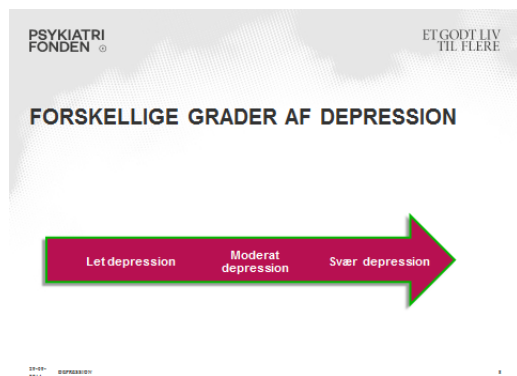 PSYKIATRI
FONDEN
ET GODT LIV
TIL FLERE
FORSKELLIGE GRADER AF DEPRESSION
Let depression
Moderat
depression
Svær depression
DEPRESSION